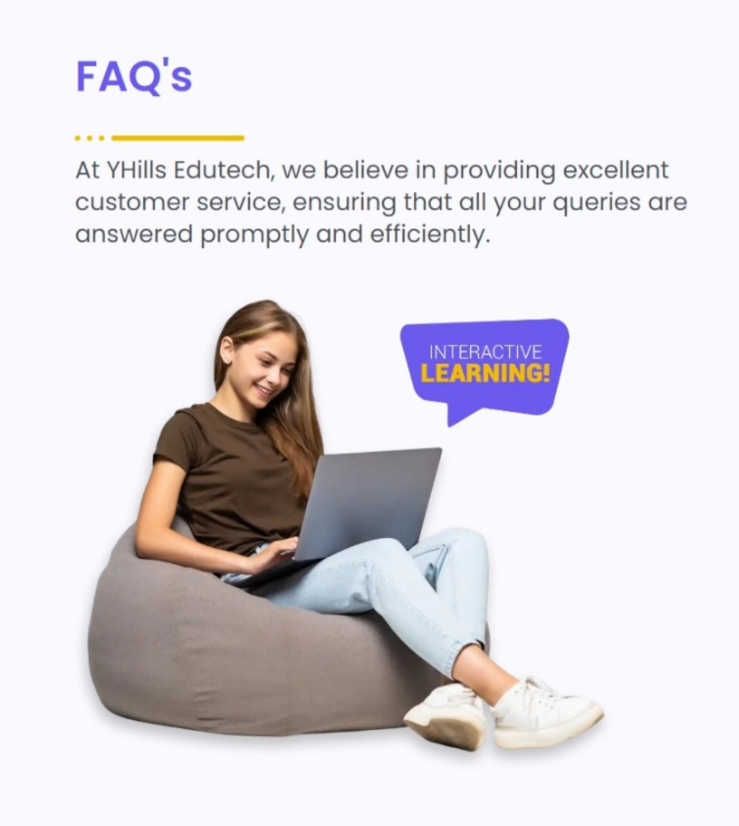 FAQ's
At YHills Edutech, we believe in providing excellent
customer service, ensuring that all your queries are
answered promptly and efficiently.
INTERACTIVE
LEARNING!